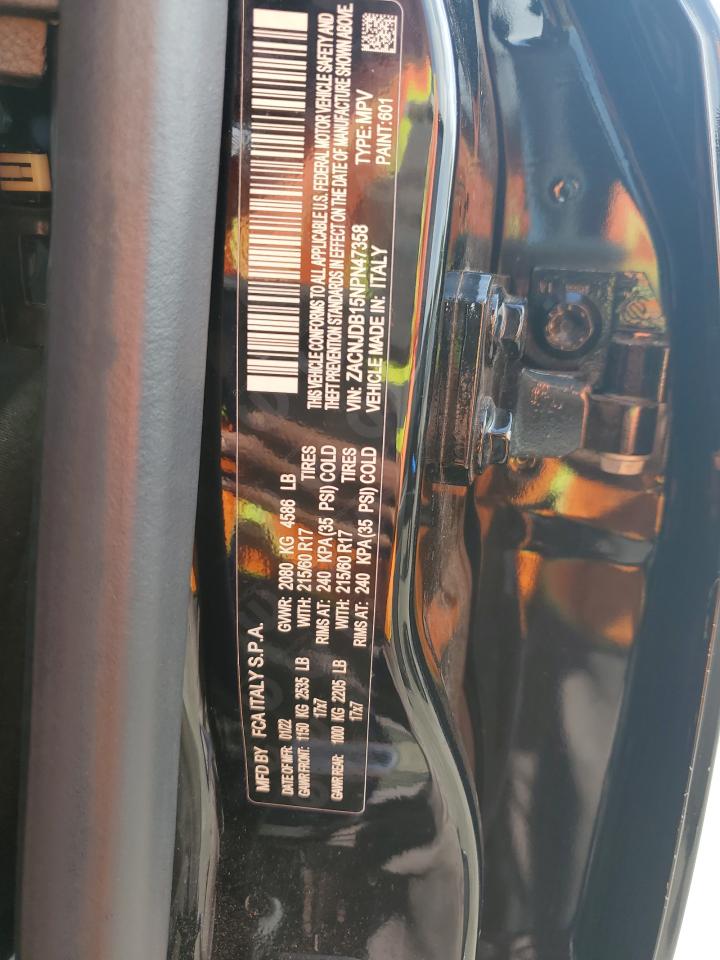 MFD BY FCA ITALY S.P.A.
DATE OF MFR: 01/22 GVWR: 2080 KG 4586 LB
GAWR FRONT: 1150 KG 2535 LB WITH: 215/60 R17 TIRES
17x7 RIMS AT: 240 KPA(35 PSI) COLD
GAWR REAR: 1000 KG 2205 LB WITH: 215/60 R17 TIRES
17x7 RIMS AT: 240 KPA(35 PSI) COLD
THIS VEHICLE CONFORMS TO ALL APPLICABLE U.S. FEDERAL MOTOR VEHICLE SAFETY AND
THEFT PREVENTION STANDARDS IN EFFECT ON THE DATE OF MANUFACTURE SHOWN ABOVE.
VIN: ZACNJDB15NPN47358 TYPE: MPV
VEHICLE MADE IN: ITALY PAINT:601